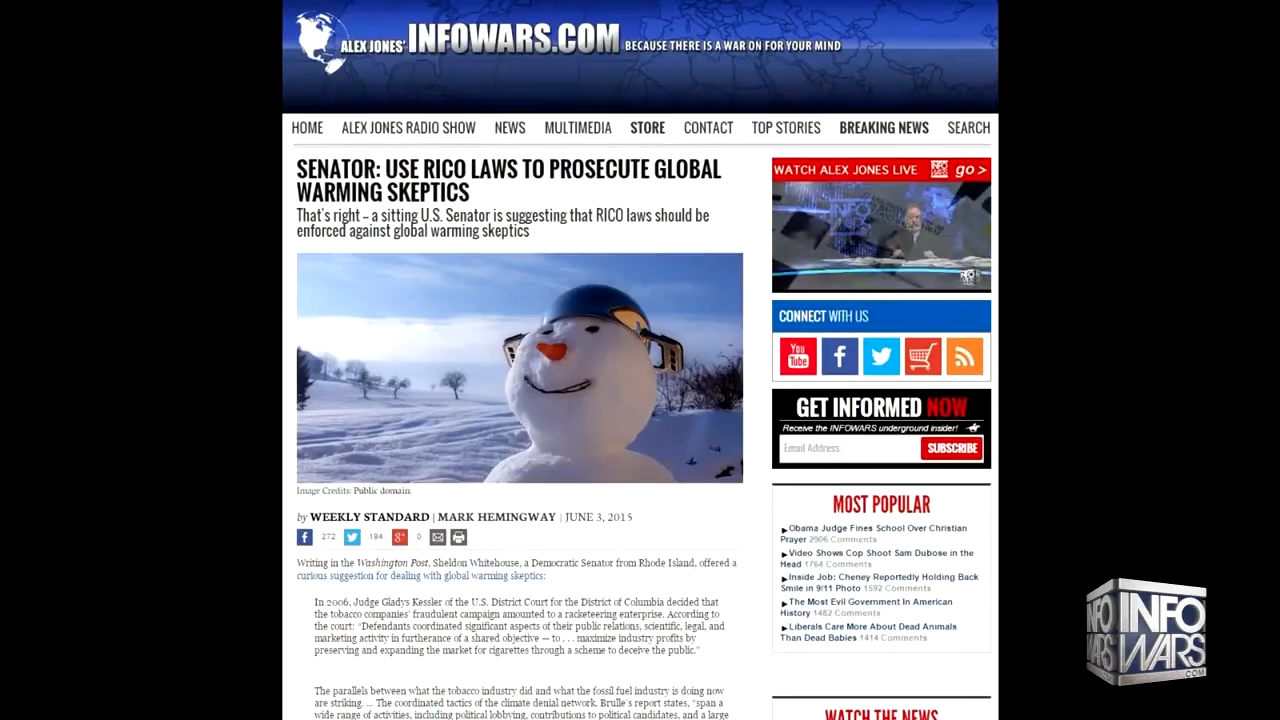 ALEX JONES' INFOWARS.COM BECAUSE THERE IS A WAR ON FOR YOUR MIND
HOME ALEX JONES RADIO SHOW NEWS MULTIMEDIA STORE CONTACT TOP STORIES BREAKING NEWS SEARCH
SENATOR: USE RICO LAWS TO PROSECUTE GLOBAL
WARMING SKEPTICS
That's right – a sitting U.S. Senator is suggesting that RICO laws should be
enforced against global warming skeptics
Image Credits: Public domain.
by WEEKLY STANDARD | MARK HEMINGWAY | JUNE 3, 2015
272 184 8+ 0
Writing in the Washington Post, Sheldon Whitehouse, a Democratic Senator from Rhode Island, offered a
curious suggestion for dealing with global warming skeptics:
In 2006, Judge Gladys Kessler of the U.S. District Court for the District of Columbia decided that
the tobacco companies' fraudulent campaign amounted to a racketeering enterprise. According to
the court: "Defendants coordinated significant aspects of their public relations, scientific, legal, and
marketing activity in furtherance of a shared objective — to . . . maximize industry profits by
preserving and expanding the market for cigarettes through a scheme to deceive the public."
The parallels between what the tobacco industry did and what the fossil fuel industry is doing now
are striking. ... The coordinated tactics of the climate denial network, Brulle's report states, "span a
wide range of activities, including political lobbying, contributions to political candidates, and a large
WATCH ALEX JONES LIVE INFO WARS go >
CONNECT WITH US
You Tube
GET INFORMED NOW
Receive the INFOWARS underground insider!
Email Address: SUBSCRIBE
MOST POPULAR
Obama Judge Fines School Over Christian
Prayer 2906 Comments
Video Shows Cop Shoot Sam Dubose in the
Head 1764 Comments
Inside Job: Cheney Reportedly Holding Back
Smile in 9/11 Photo 1592 Comments
The Most Evil Government In American
History 1482 Comments
Liberals Care More About Dead Animals
Than Dead Babies 1414 Comments
WATCH THE NEWS
INFO WARS
INFO
WARS
.COM